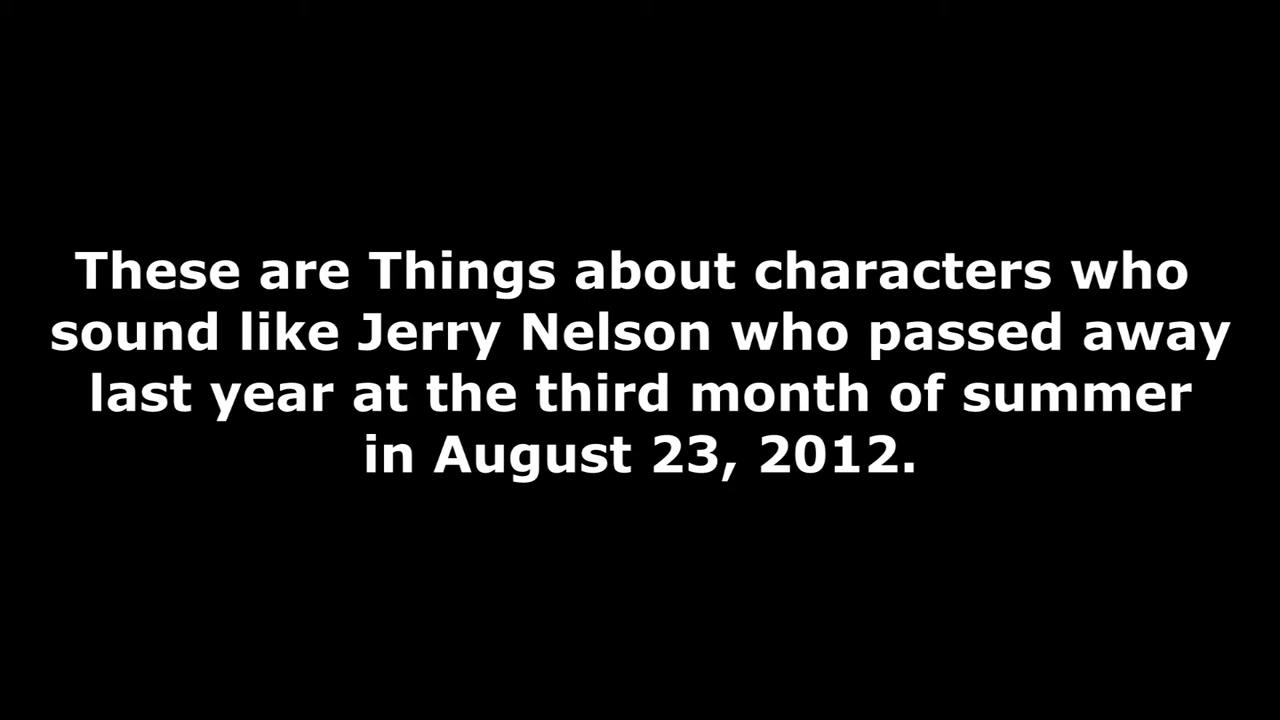 These are Things about characters who
sound like Jerry Nelson who passed away
last year at the third month of summer
in August 23, 2012.